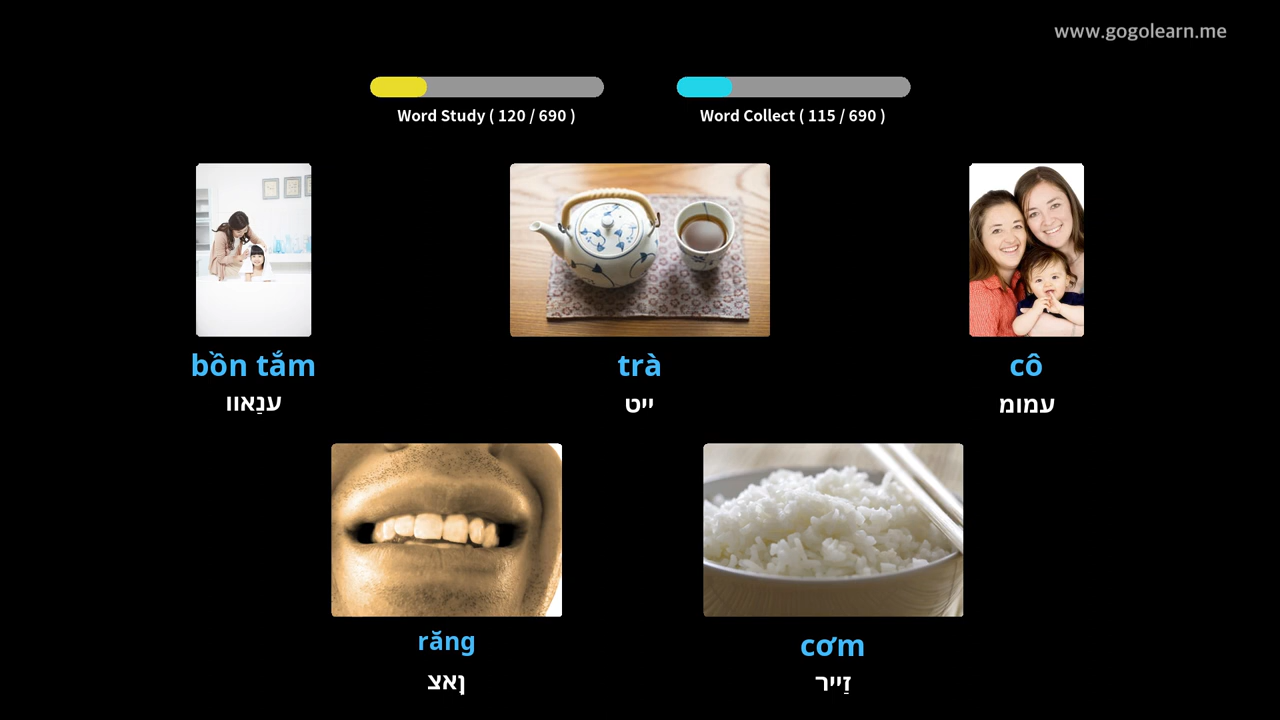 www.gogolearn.me
Word Study ( 120 / 690 )
Word Collect ( 115 / 690 )
bồn tắm
ענַאוו
trà
ייט
cô
עמומ
răng
ןָאצ
cơm
זַייר